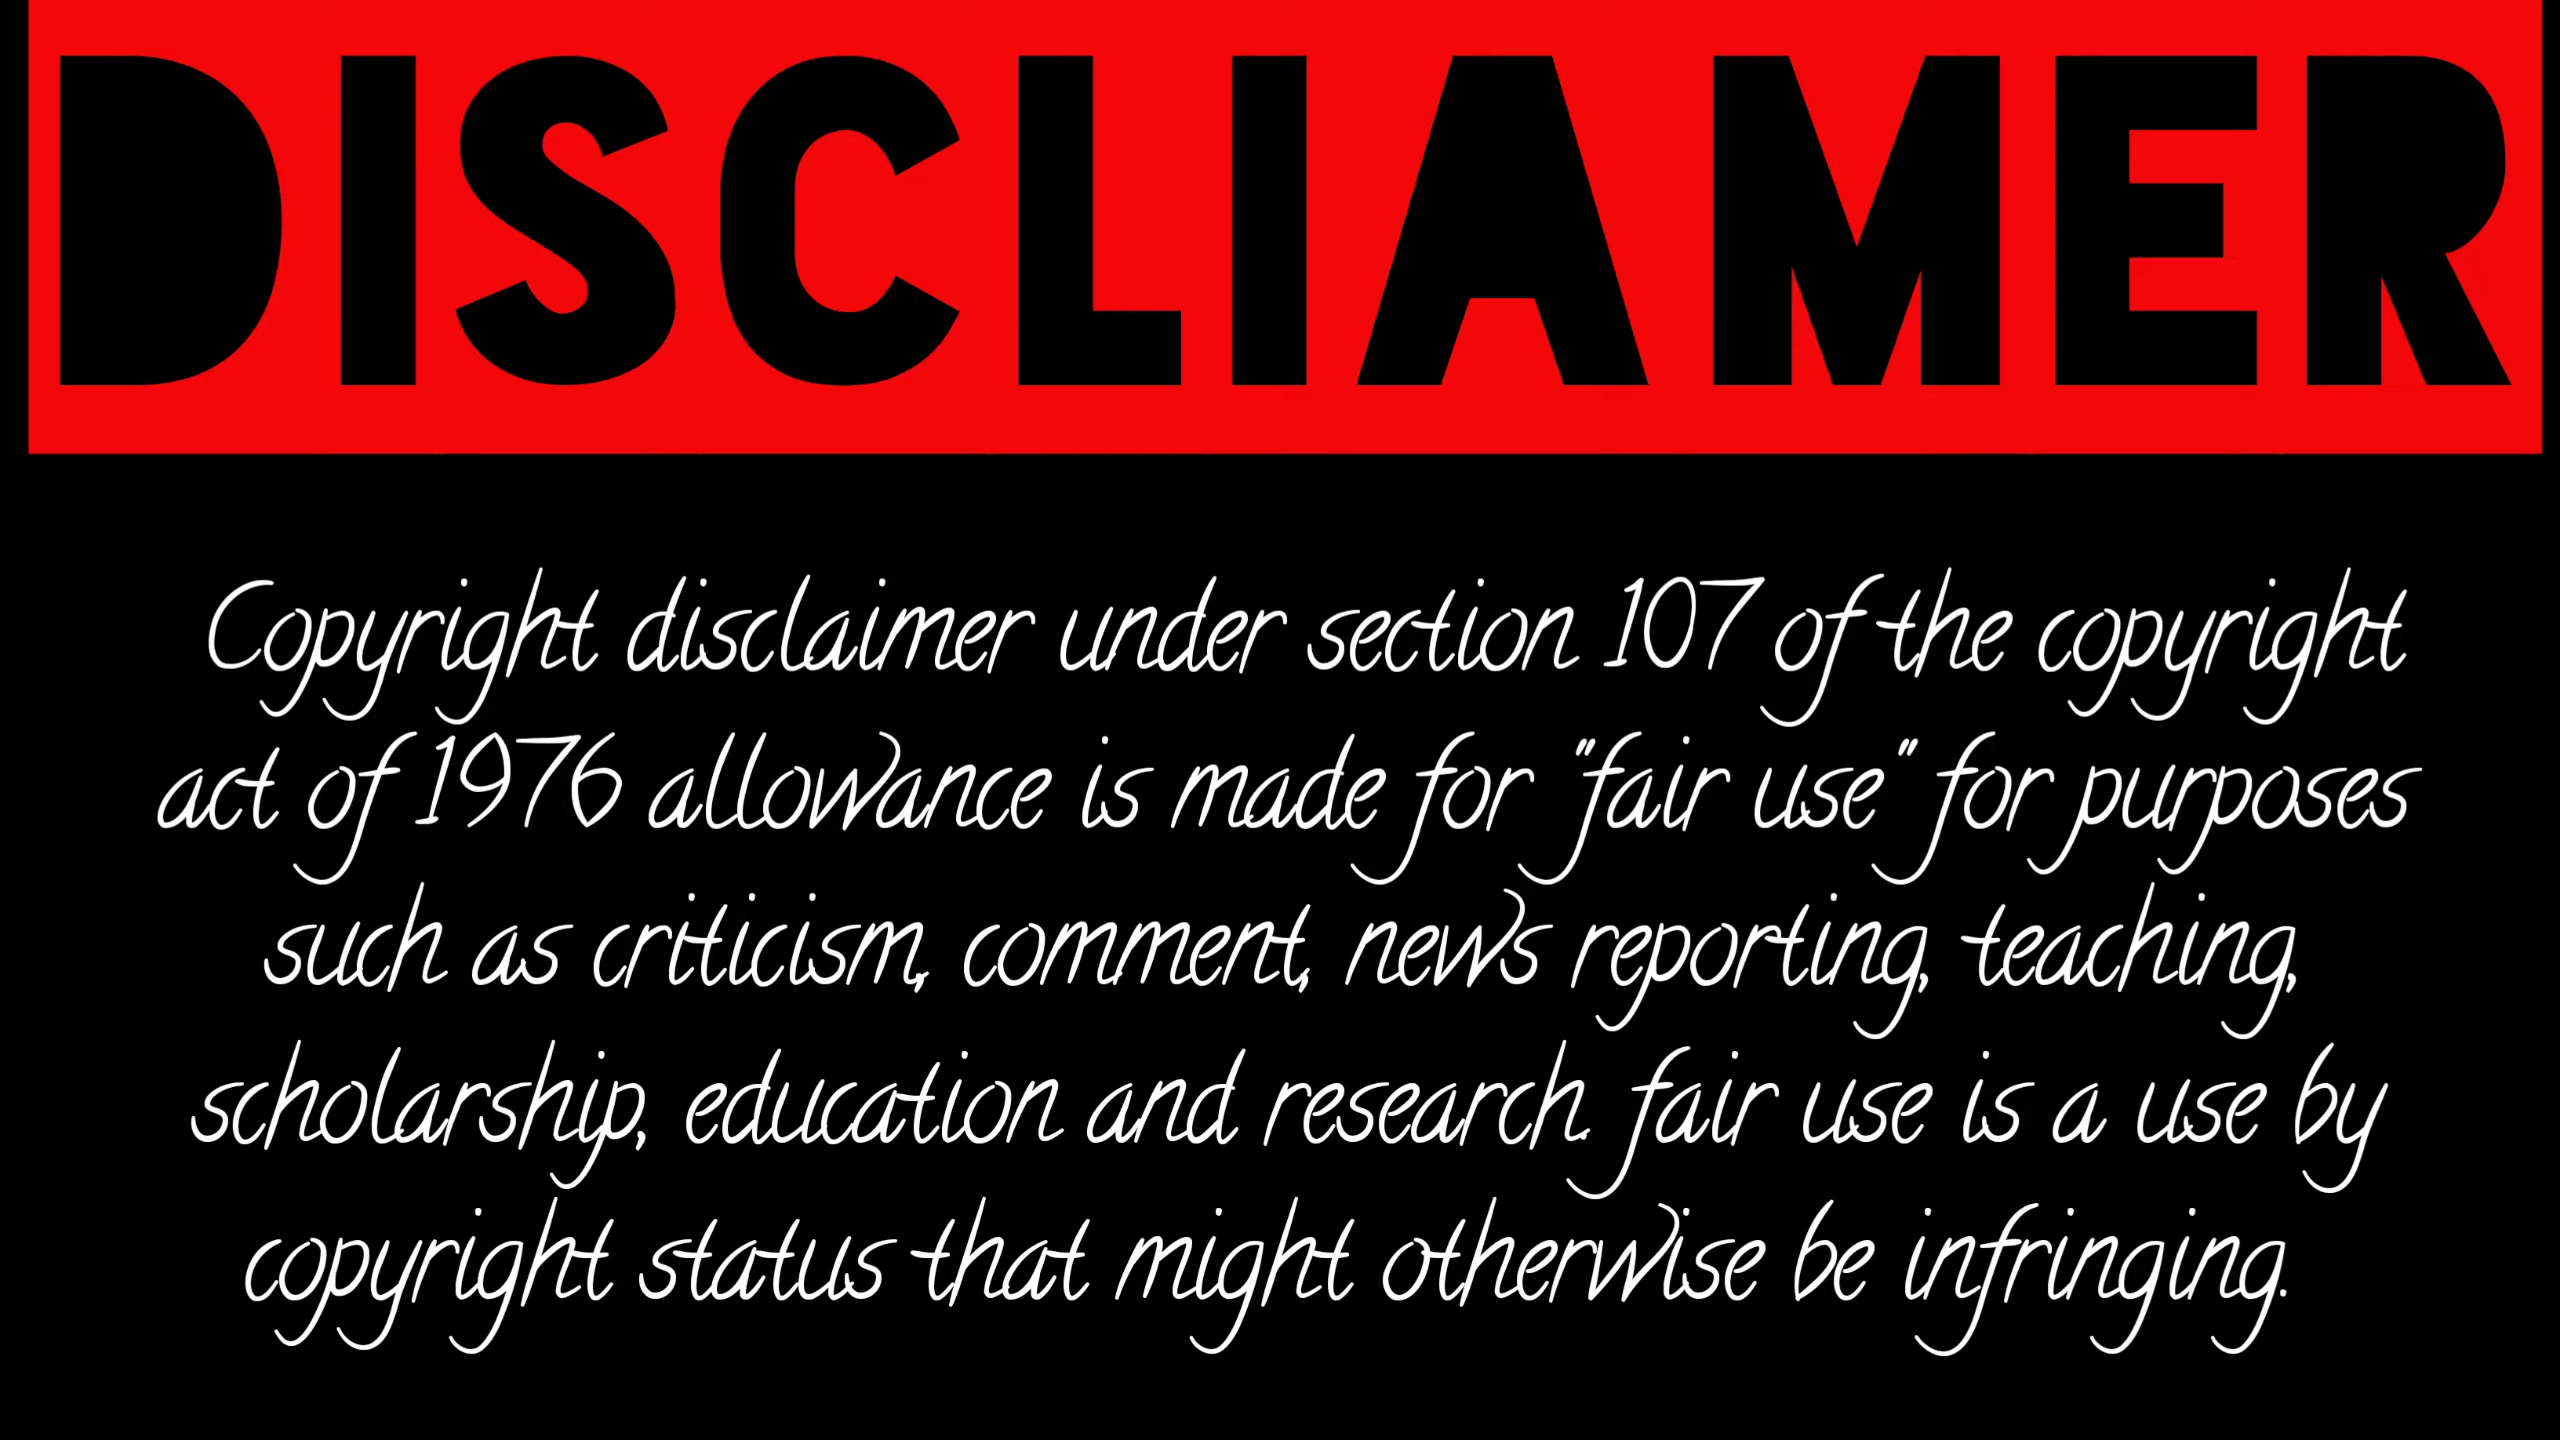 DISCLIAMER
Copyright disclaimer under section 107 of the copyright
act of 1976 allowance is made for "fair use" for purposes
such as criticism, comment, news reporting, teaching,
scholarship, education and research. fair use is a use by
copyright status that might otherwise be infringing.